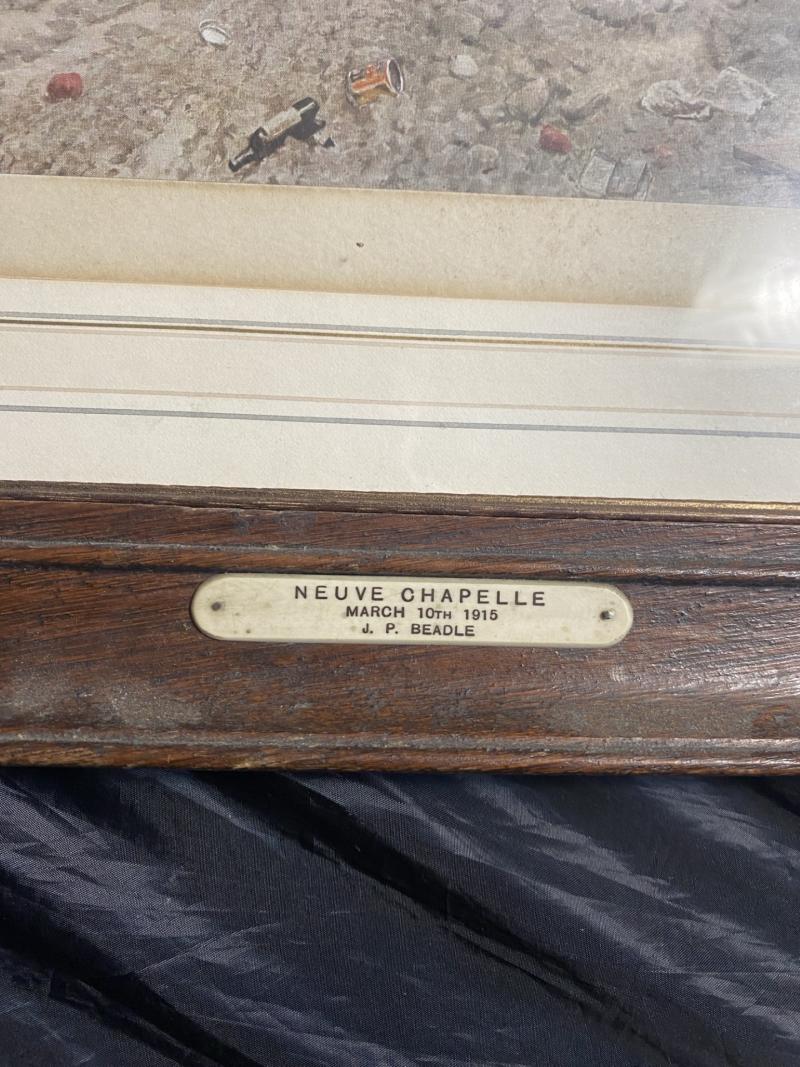 NEUVE CHAPELLE
MARCH 10TH 1915
J. P. BEADLE